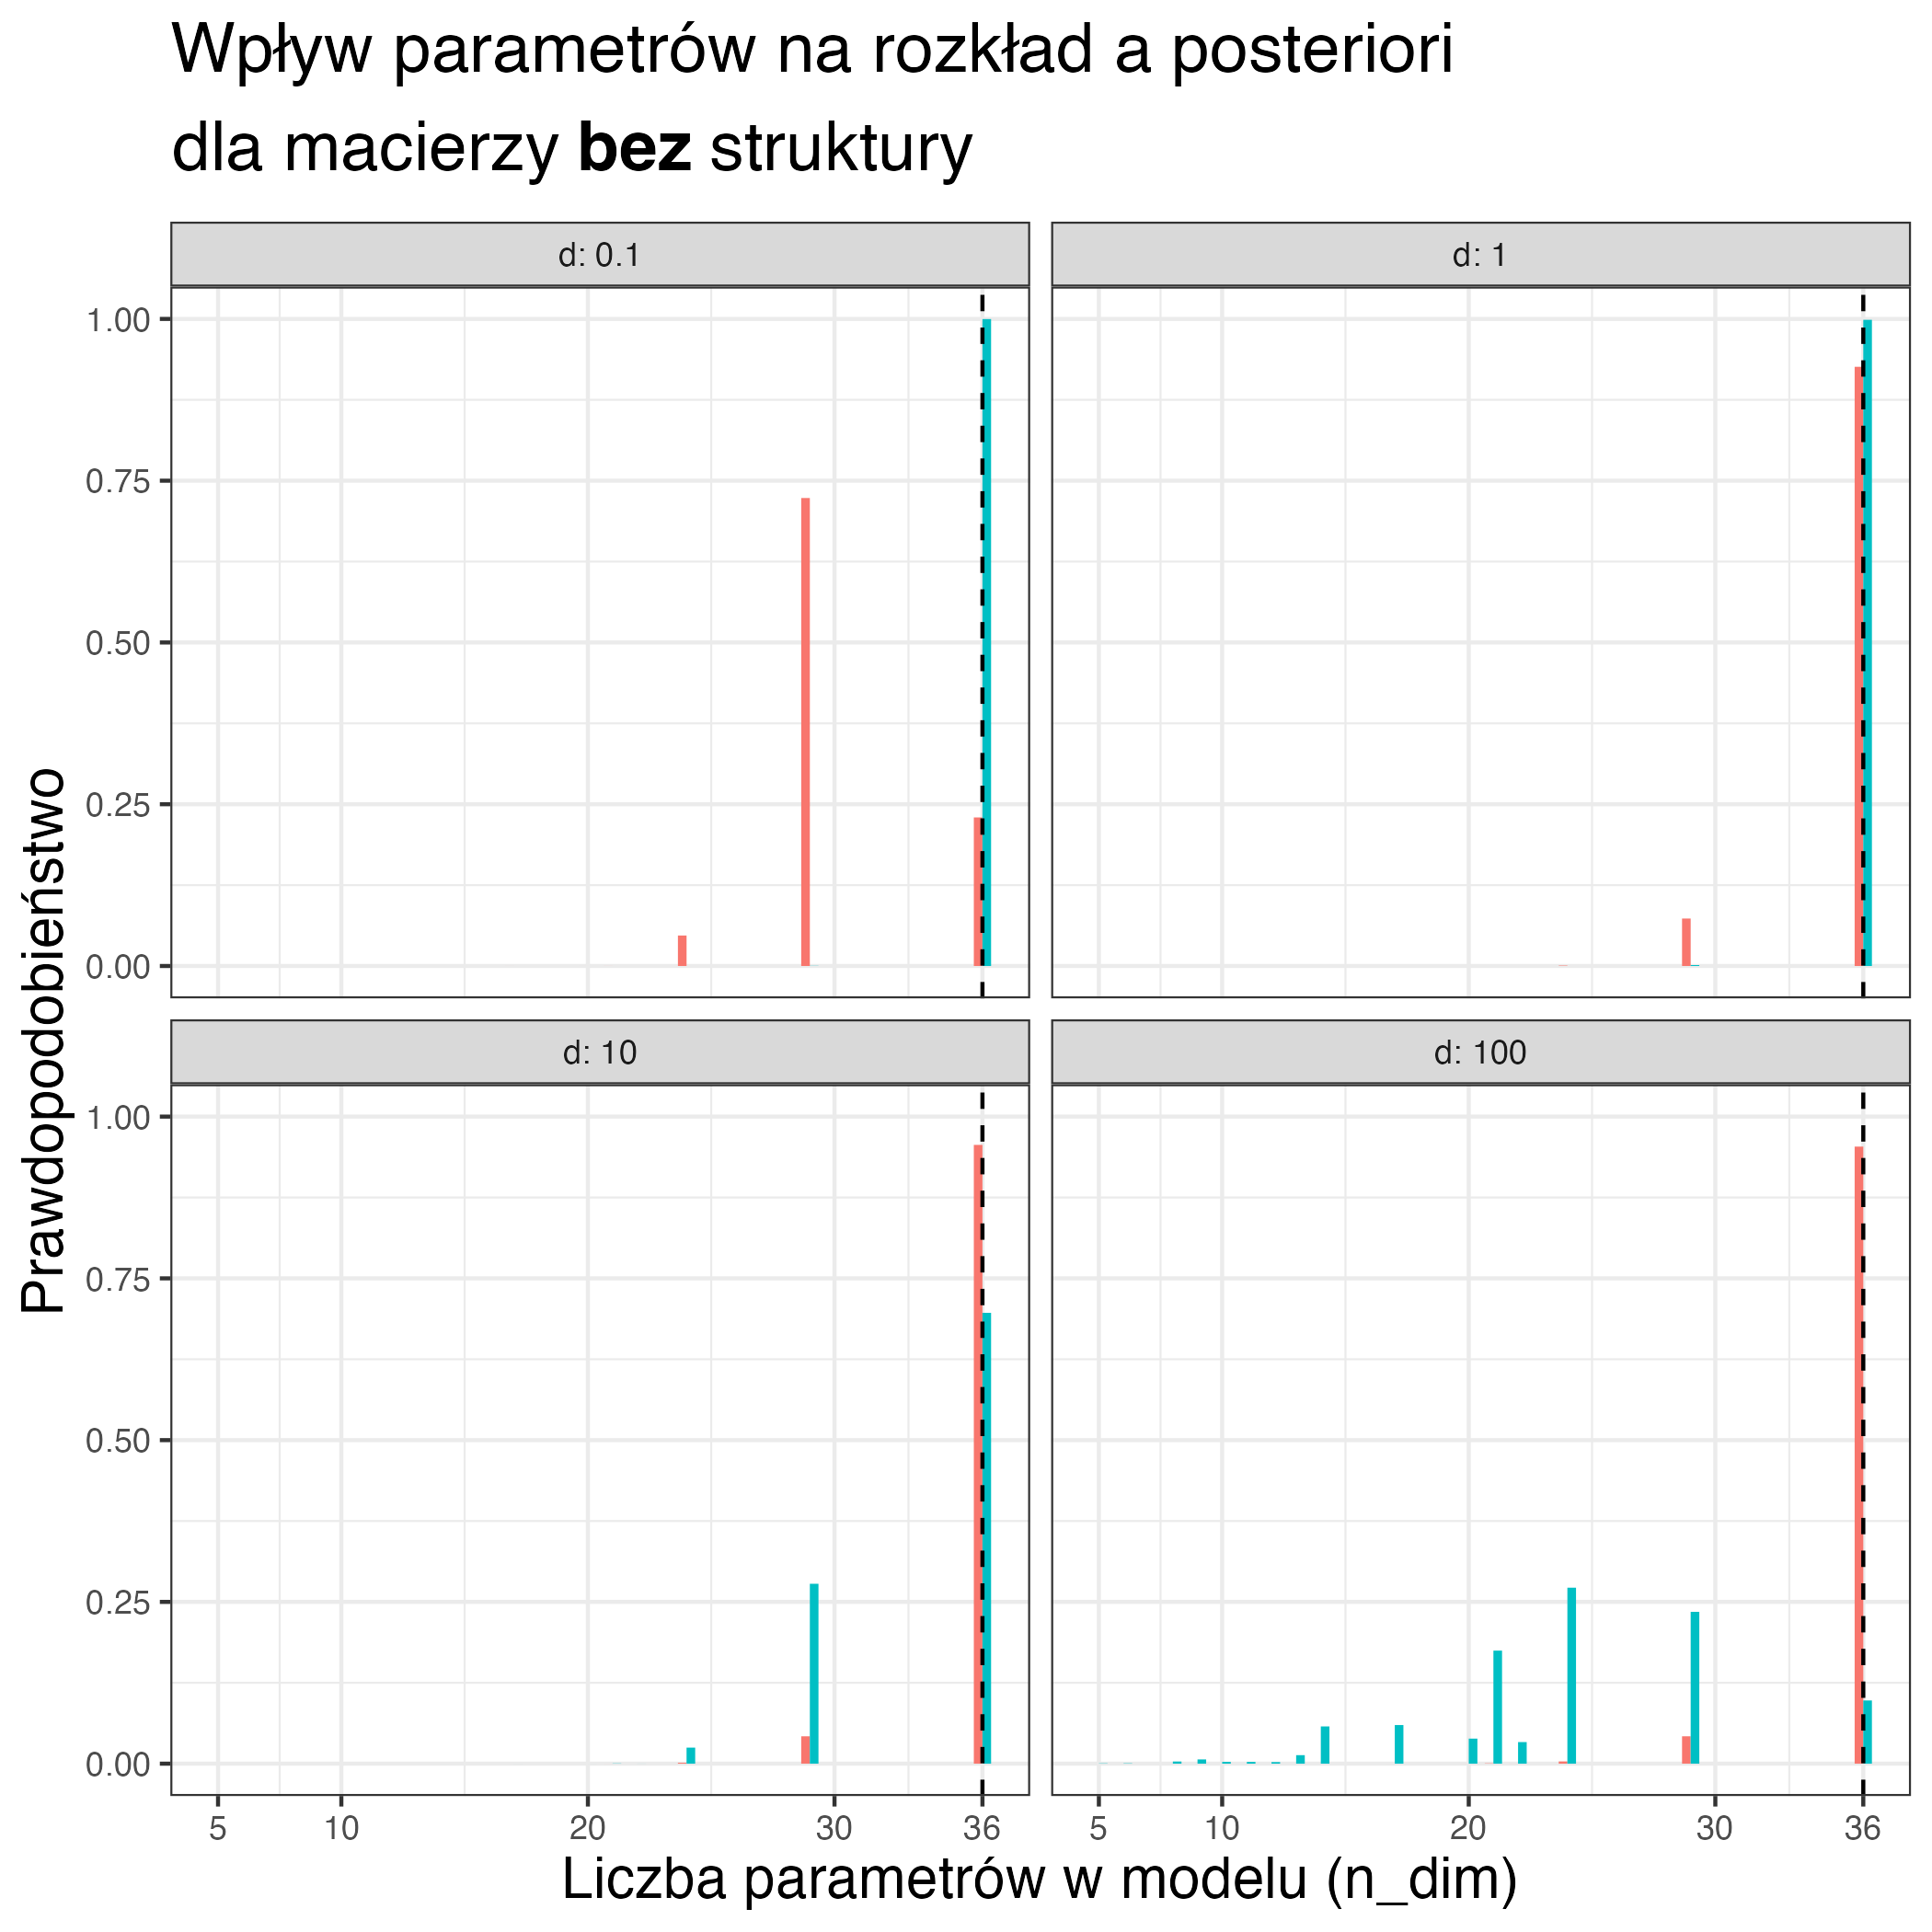 Wpływ parametrów na rozkład a posteriori
dla macierzy bez struktury
d: 0.1
d: 1
1.00
0.75
0.50
0.25
0.00
d: 10
d: 100
1.00
0.75
0.50
0.25
0.00
Prawdopodobieństwo
5 10 20 30 36
5 10 20 30 36
Liczba parametrów w modelu (n_dim)